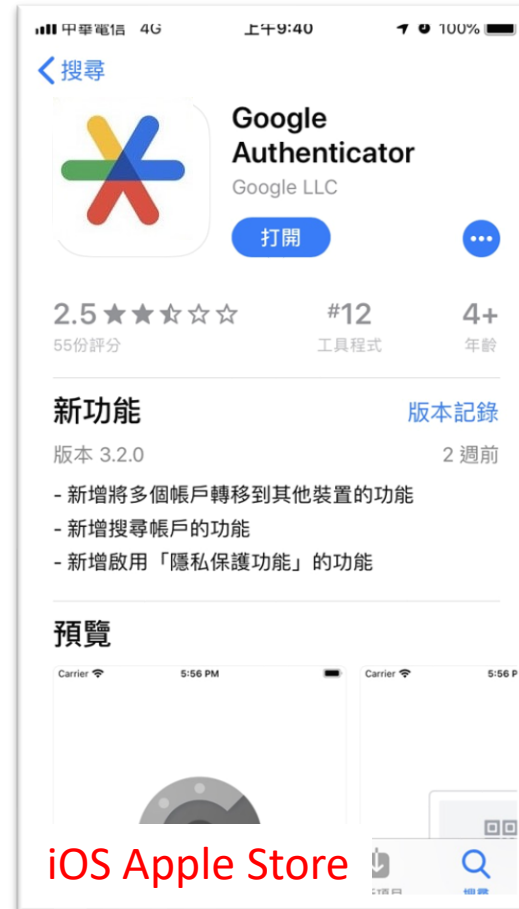 中華電信 4G 上午9:40 100%
搜尋
Google
Authenticator
Google LLC
打開
2.5 #12 4+
55份評分 工具程式 年齡
新功能 版本記錄
版本 3.2.0 2 週前
- 新增將多個帳戶轉移到其他裝置的功能
- 新增搜尋帳戶的功能
- 新增啟用「隱私保護功能」的功能
預覽
Carrier 5:56 PM Carrier 5:56 P
iOS Apple Store
搜尋